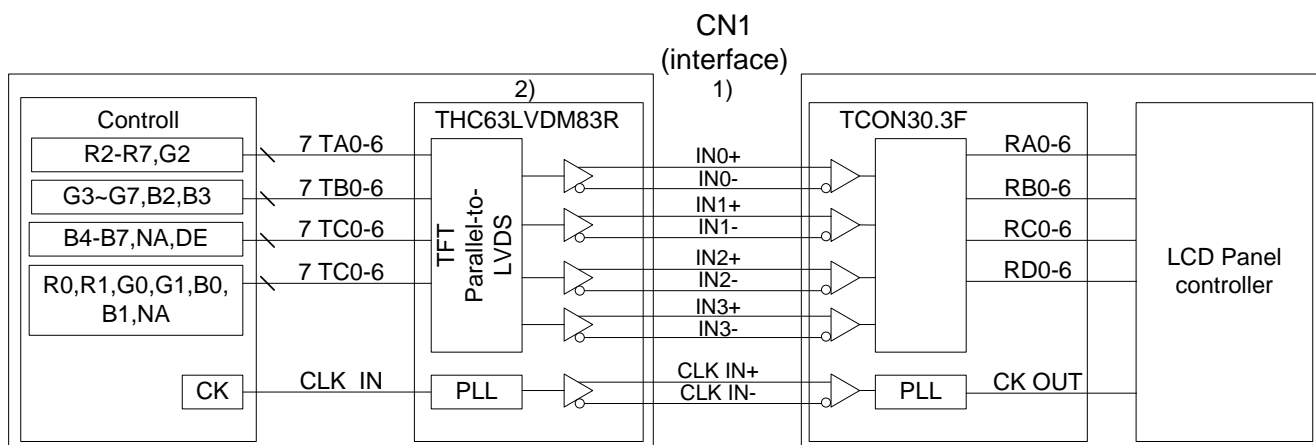 CN1
(interface)
2)
1)
Controll
THC63LVDM83R
TCON30.3F
R2-R7,G2
7 TA0-6
IN0+
IN0-
RA0-6
G3~G7,B2,B3
7 TB0-6
IN1+
IN1-
RB0-6
B4-B7,NA,DE
7 TC0-6
TFT
Parallel-to-
LVDS
IN2+
IN2-
RC0-6
R0,R1,G0,G1,B0,
B1,NA
7 TC0-6
IN3+
IN3-
RD0-6
LCD Panel
controller
CK
CLK IN
PLL
CLK IN+
CLK IN-
PLL
CK OUT